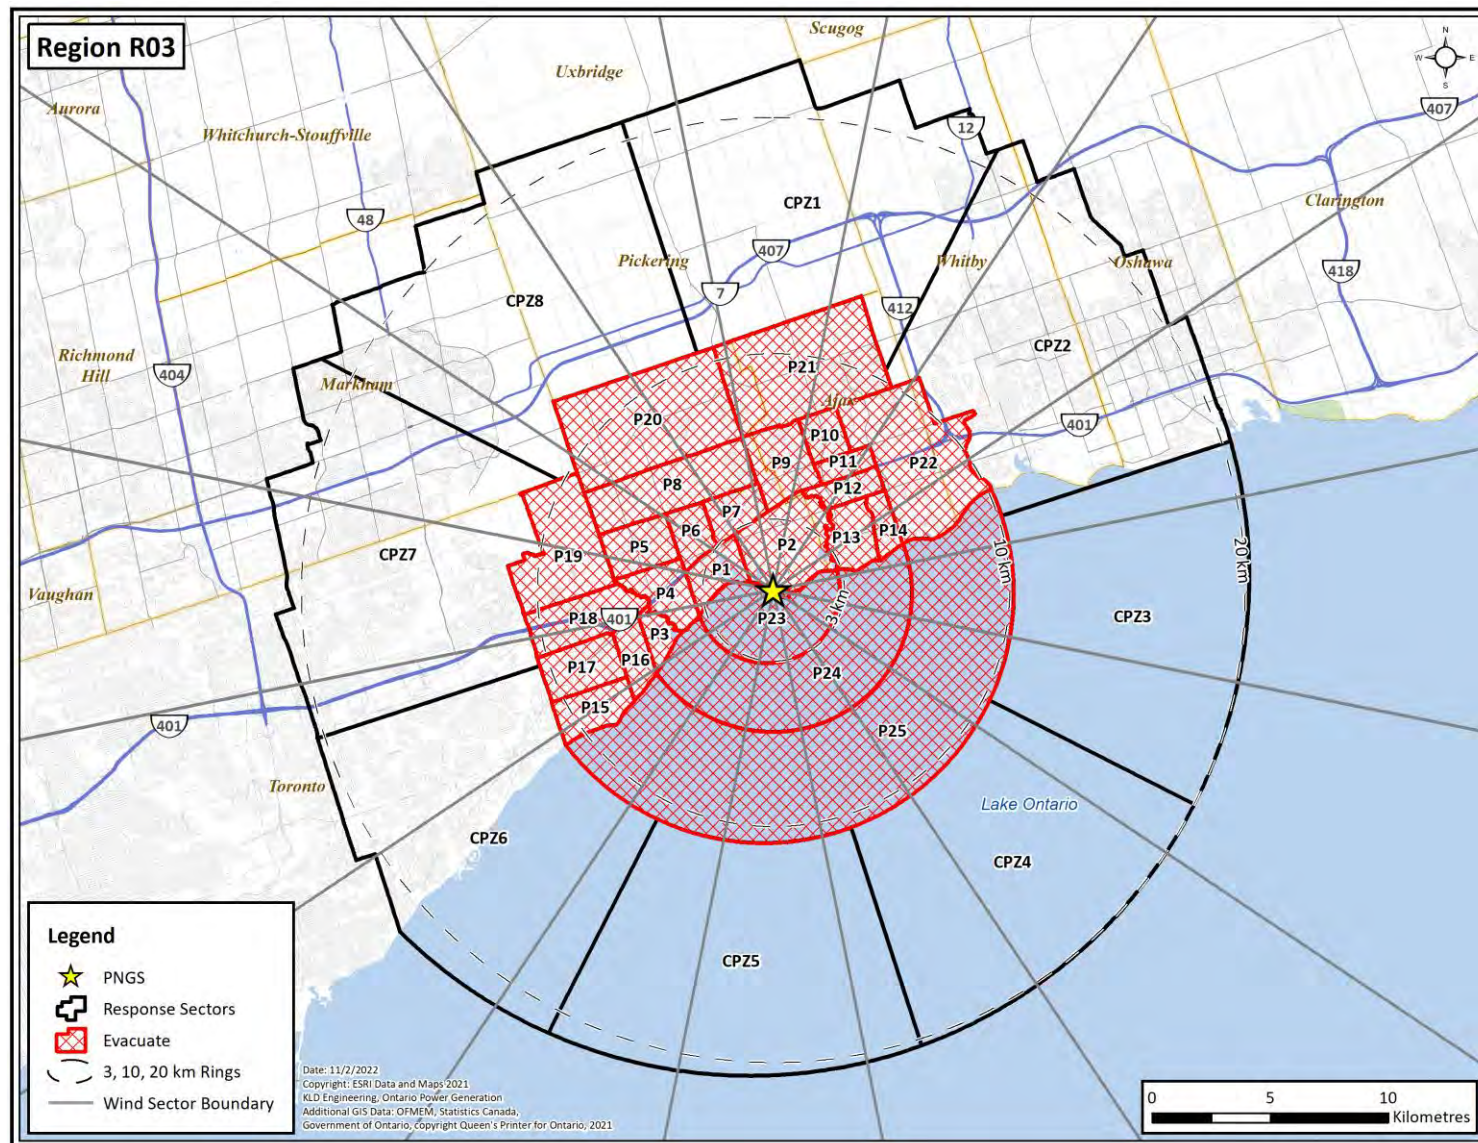 Region R03
Scugog
Uxbridge
N
W
E
S
Aurora
Whitchurch-Stouffville
12
407
48
CPZ1
Clarington
Pickering
407
Whitby
Oshawa
418
CPZ8
7
412
Richmond
Hill
404
Markham
CPZ2
P21
Ajax
P20
401
P10
P9
P11
P22
P8
P12
P7
P6
P14
P13
P2
P5
CPZ7
P19
10 km
20 km
P1
Vaughan
P4
3 km
P18
401
P23
CPZ3
P3
P16
P17
P24
P15
401
P25
Toronto
Lake Ontario
CPZ6
CPZ4
CPZ5
Legend
PNGS
Response Sectors
Evacuate
3, 10, 20 km Rings
Wind Sector Boundary
Date: 11/2/2022
Copyright: ESRI Data and Maps 2021
KLD Engineering, Ontario Power Generation
Additional GIS Data: OFMEM, Statistics Canada,
Government of Ontario, copyright Queen's Printer for Ontario, 2021
0 5 10
Kilometres